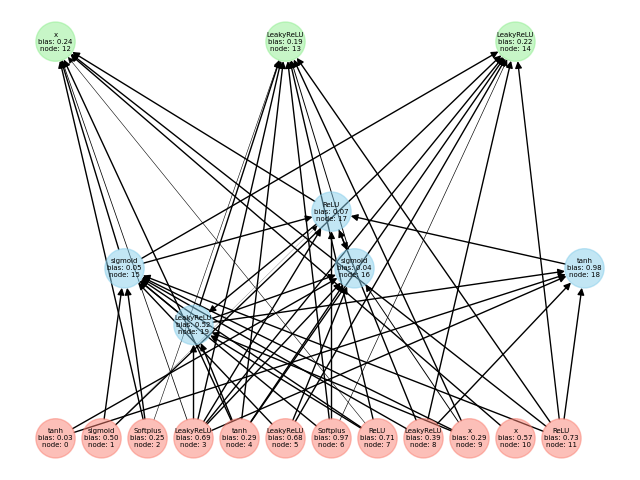 x
bias: 0.24
node: 12
LeakyReLU
bias: 0.19
node: 13
LeakyReLU
bias: 0.22
node: 14
ReLU
bias: 0.07
node: 17
sigmoid
bias: 0.05
node: 15
sigmoid
bias: 0.04
node: 16
tanh
bias: 0.98
node: 18
LeakyReLU
bias: 0.52
node: 19
tanh
bias: 0.03
node: 0
sigmoid
bias: 0.50
node: 1
Softplus
bias: 0.25
node: 2
LeakyReLU
bias: 0.69
node: 3
tanh
bias: 0.29
node: 4
LeakyReLU
bias: 0.68
node: 5
Softplus
bias: 0.97
node: 6
ReLU
bias: 0.71
node: 7
LeakyReLU
bias: 0.39
node: 8
x
bias: 0.29
node: 9
x
bias: 0.57
node: 10
ReLU
bias: 0.73
node: 11